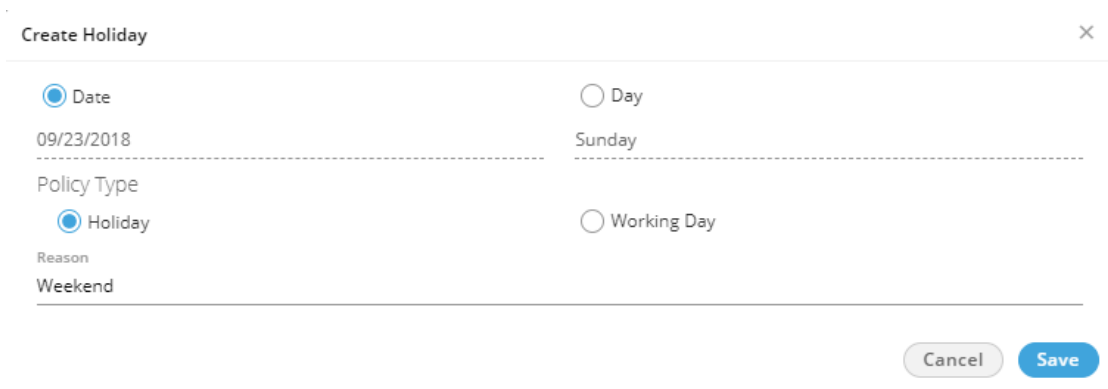 Create Holiday
Date Day
09/23/2018 Sunday
Policy Type
Holiday Working Day
Reason
Weekend
Cancel Save